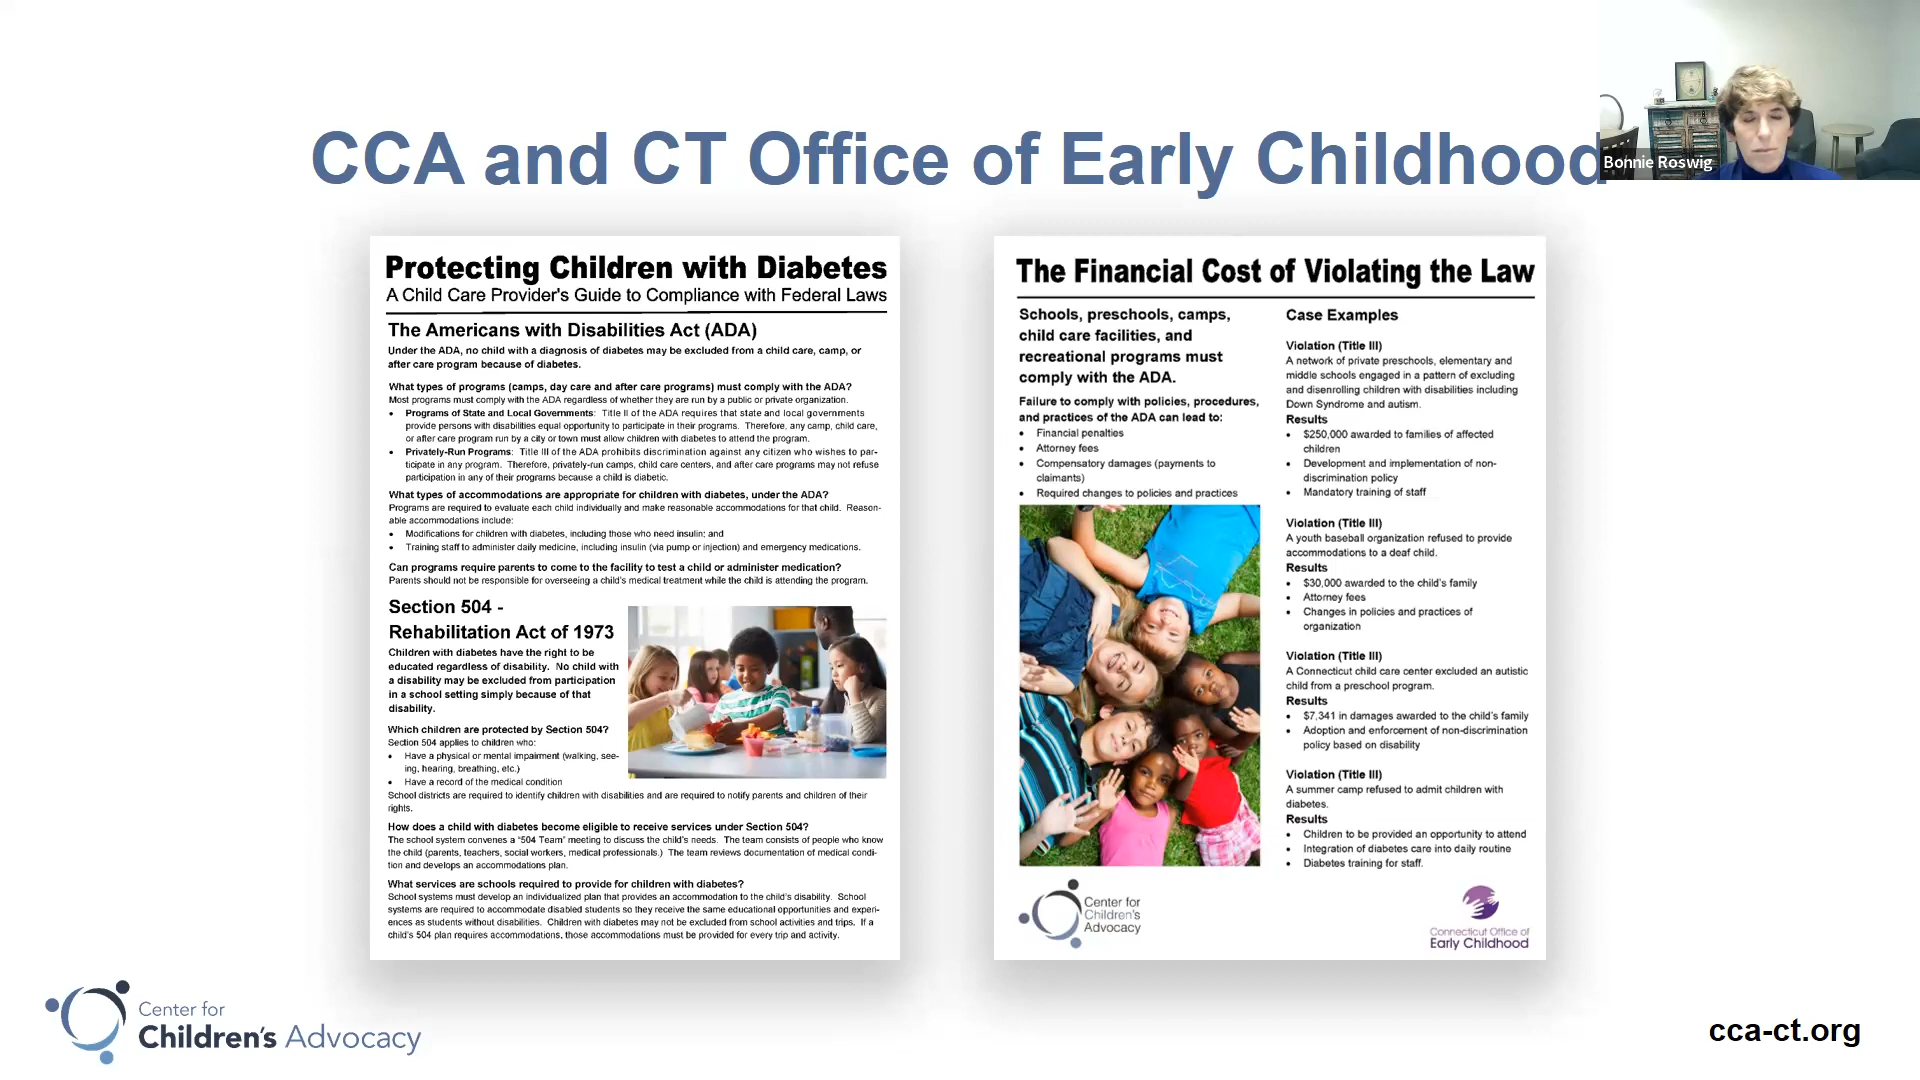 CCA and CT Office of Early Childhood
Bonnie Roswig
Protecting Children with Diabetes
A Child Care Provider's Guide to Compliance with Federal Laws
The Americans with Disabilities Act (ADA)
Under the ADA, no child with a diagnosis of diabetes may be excluded from a child care, camp, or
after care program because of diabetes.
What types of programs (camps, day care and after care programs) must comply with the ADA?
Most programs must comply with the ADA regardless of whether they are run by a public or private organization.
• Programs of State and Local Governments: Title II of the ADA requires that state and local governments
provide persons with disabilities equal opportunity to participate in their programs. Therefore, any camp, child care,
or after care program run by a city or town must allow children with diabetes to attend the program.
• Privately-Run Programs: Title III of the ADA prohibits discrimination against any citizen who wishes to par-
ticipate in any program. Therefore, privately-run camps, child care centers, and after care programs may not refuse
participation in any of their programs because a child is diabetic.
What types of accommodations are appropriate for children with diabetes, under the ADA?
Programs are required to evaluate each child individually and make reasonable accommodations for that child. Reason-
able accommodations include:
• Modifications for children with diabetes, including those who need insulin; and
• Training staff to administer daily medicine, including insulin (via pump or injection) and emergency medications.
Can programs require parents to come to the facility to test a child or administer medication?
Parents should not be responsible for overseeing a child's medical treatment while the child is attending the program.
Section 504 -
Rehabilitation Act of 1973
Children with diabetes have the right to be
educated regardless of disability. No child with
a disability may be excluded from participation
in a school setting simply because of that
disability.
Which children are protected by Section 504?
Section 504 applies to children who:
• Have a physical or mental impairment (walking, see-
ing, hearing, breathing, etc.)
• Have a record of the medical condition
School districts are required to identify children with disabilities and are required to notify parents and children of their
rights.
How does a child with diabetes become eligible to receive services under Section 504?
The school system convenes a "504 Team" meeting to discuss the child's needs. The team consists of people who know
the child (parents, teachers, social workers, medical professionals.) The team reviews documentation of medical condi-
tion and develops an accommodations plan.
What services are schools required to provide for children with diabetes?
School systems must develop an individualized plan that provides an accommodation to the child's disability. School
systems are required to accommodate disabled students so they receive the same educational opportunities and experi-
ences as students without disabilities. Children with diabetes may not be excluded from school activities and trips. If a
child's 504 plan requires accommodations, those accommodations must be provided for every trip and activity.
The Financial Cost of Violating the Law
Schools, preschools, camps,
child care facilities, and
recreational programs must
comply with the ADA.
Failure to comply with policies, procedures,
and practices of the ADA can lead to:
• Financial penalties
• Attorney fees
• Compensatory damages (payments to
claimants)
• Required changes to policies and practices
Case Examples
Violation (Title III)
A network of private preschools, elementary and
middle schools engaged in a pattern of excluding
and disenrolling children with disabilities including
Down Syndrome and autism.
Results
• $250,000 awarded to families of affected
children
• Development and implementation of non-
discrimination policy
• Mandatory training of staff
Violation (Title III)
A youth baseball organization refused to provide
accommodations to a deaf child.
Results
• $30,000 awarded to the child's family
• Attorney fees
• Changes in policies and practices of
organization
Violation (Title III)
A Connecticut child care center excluded an autistic
child from a preschool program.
Results
• $7,341 in damages awarded to the child's family
• Adoption and enforcement of non-discrimination
policy based on disability
Violation (Title III)
A summer camp refused to admit children with
diabetes.
Results
• Children to be provided an opportunity to attend
• Integration of diabetes care into daily routine
• Diabetes training for staff.
Center for
Children's
Advocacy
Connecticut Office of
Early Childhood
Center for
Children's Advocacy
cca-ct.org